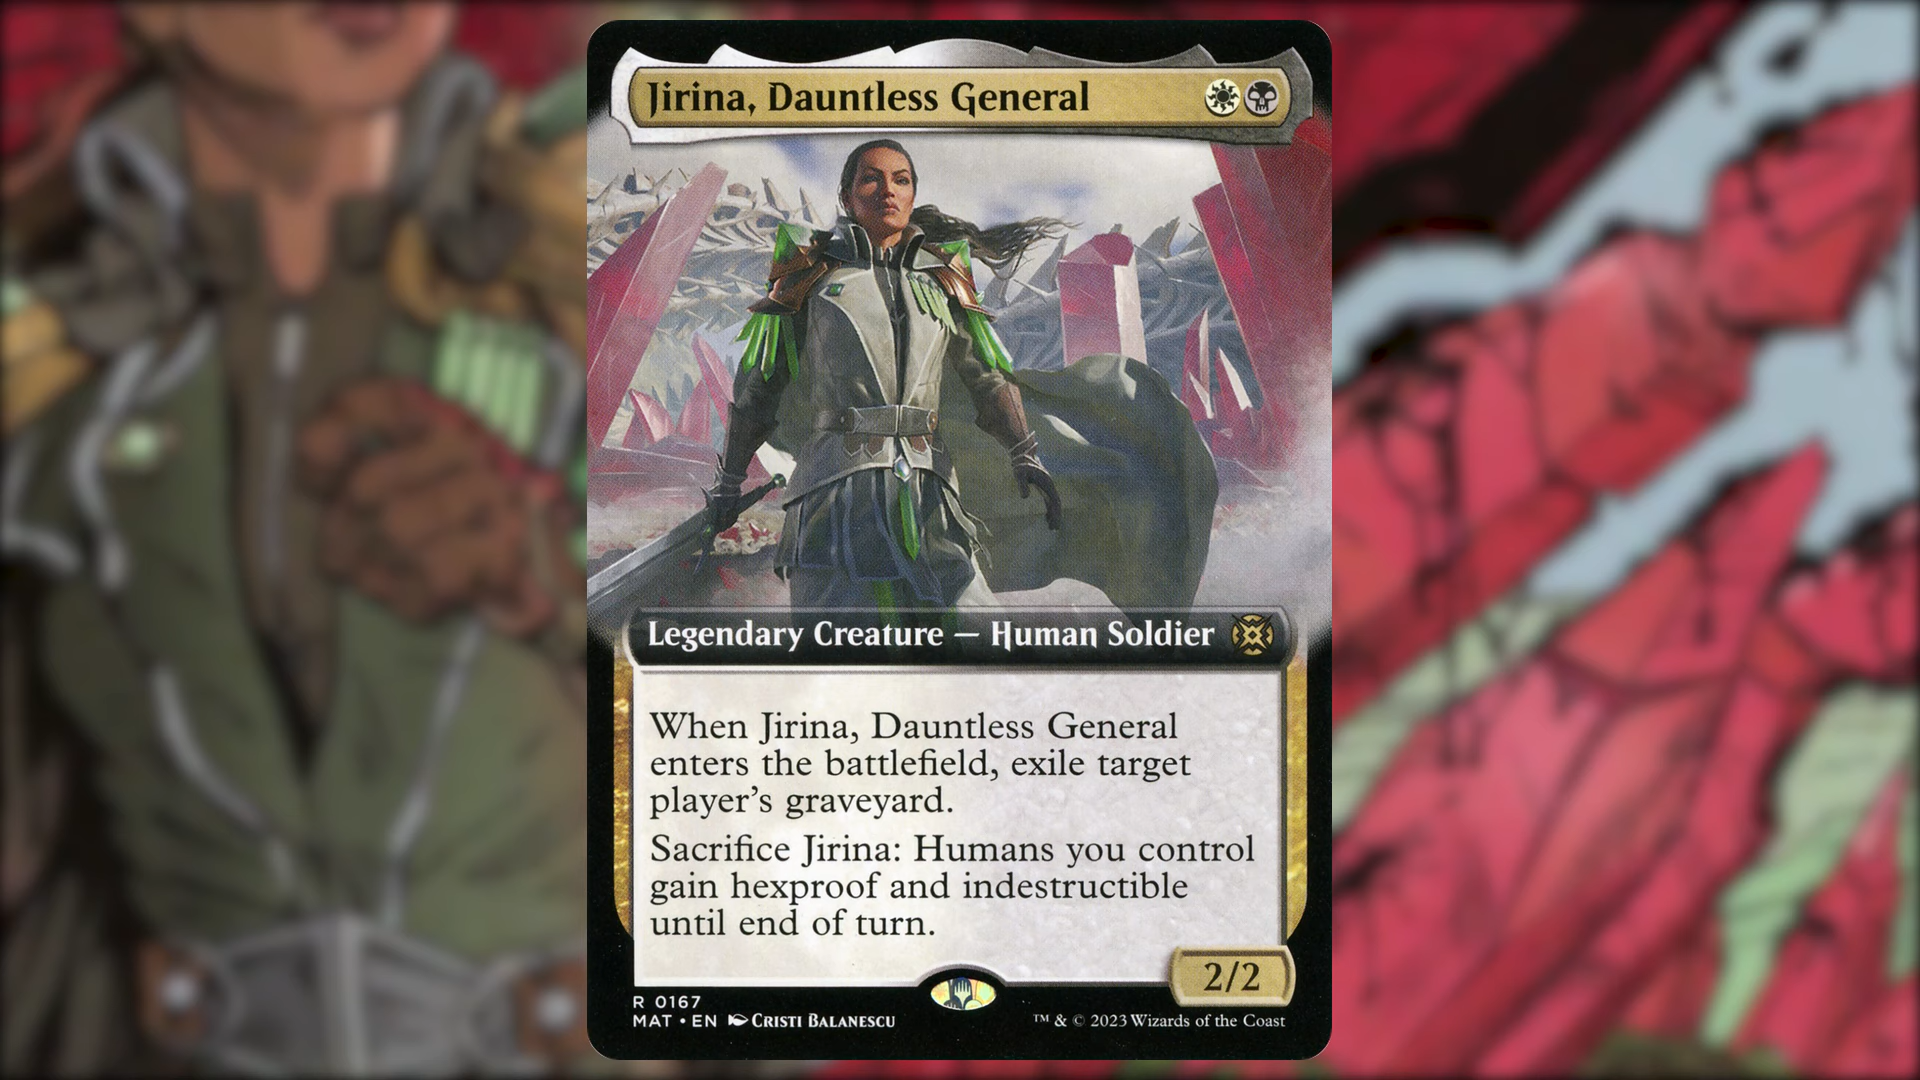 Jirina, Dauntless General
Legendary Creature — Human Soldier
When Jirina, Dauntless General
enters the battlefield, exile target
player's graveyard.
Sacrifice Jirina: Humans you control
gain hexproof and indestructible
until end of turn.
2/2
R 0167
MAT • EN CRISTI BALANESCU
™ & © 2023 Wizards of the Coast